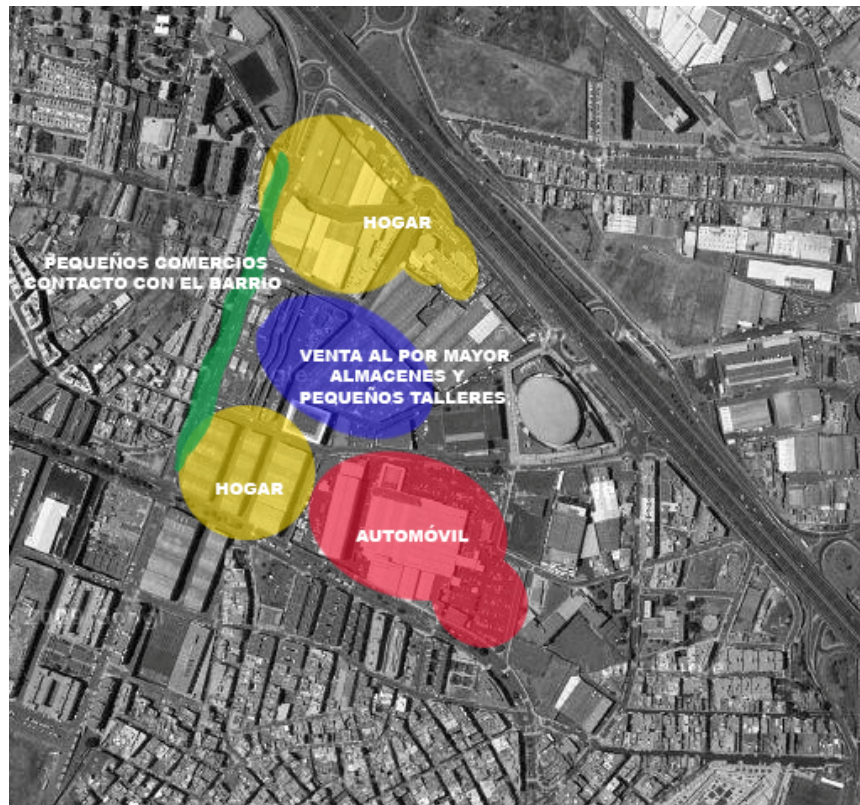 HOGAR
PEQUEÑOS COMERCIOS
CONTACTO CON EL BARRIO
VENTA AL POR MAYOR
ALMACENES Y
PEQUEÑOS TALLERES
HOGAR
AUTOMÓVIL